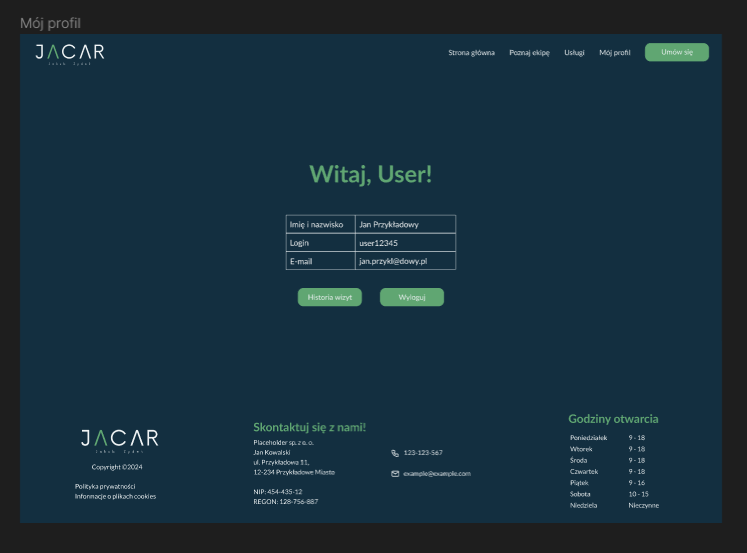 Mój profil
JACAR
Jakub Zyder
Strona główna Poznaj ekipę Usługi Mój profil Umów się
Witaj, User!
Imię i nazwisko Jan Przykładowy
Login user12345
E-mail jan.przykl@dowy.pl
Historia wizyt Wyloguj
JACAR
Jakub Zyder
Copyright ©2024
Polityka prywatności
Informacje o plikach cookies
Skontaktuj się z nami!
Placeholder sp. z o. o.
Jan Kowalski
ul. Przykładowa 11,
12-234 Przykładowe Miasto
NIP: 454-435-12
REGON: 128-756-887
123-123-567
example@example.com
Godziny otwarcia
Poniedziałek 9 - 18
Wtorek 9 - 18
Środa 9 - 18
Czwartek 9 - 18
Piątek 9 - 16
Sobota 10 - 15
Niedziela Nieczynne